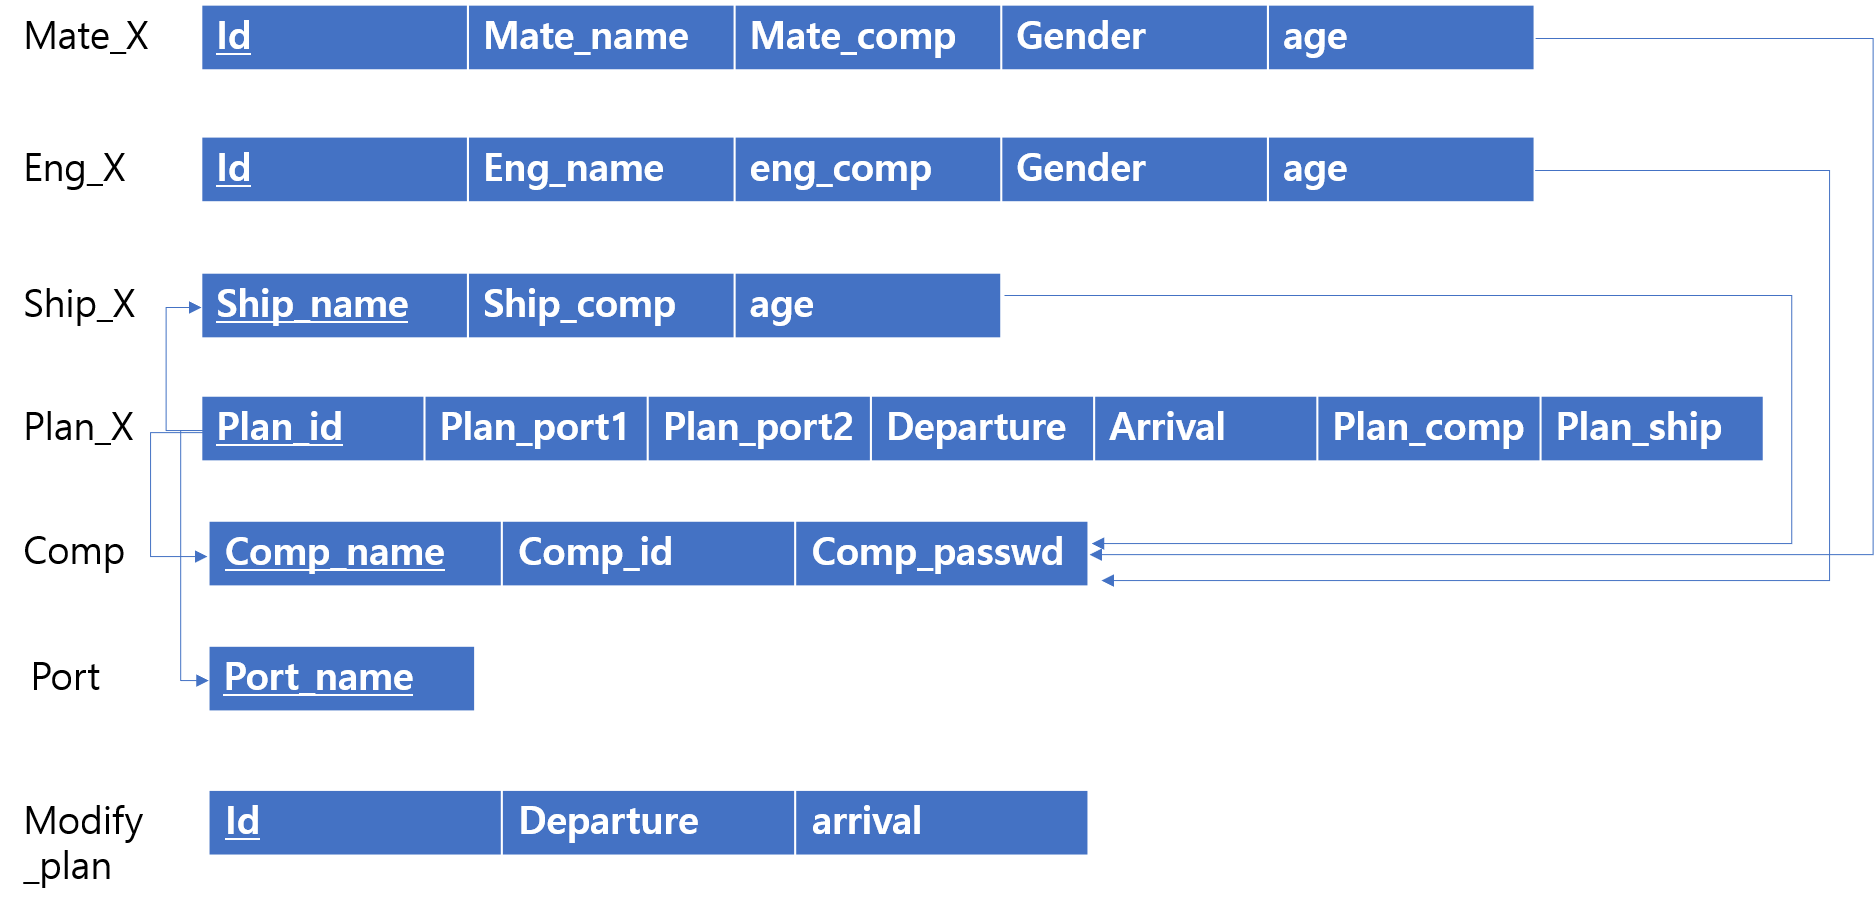 Mate_X Id Mate_name Mate_comp Gender age
Eng_X Id Eng_name eng_comp Gender age
Ship_X Ship_name Ship_comp age
Plan_X Plan_id Plan_port1 Plan_port2 Departure Arrival Plan_comp Plan_ship
Comp Comp_name Comp_id Comp_passwd
Port Port_name
Modify Id Departure arrival
_plan